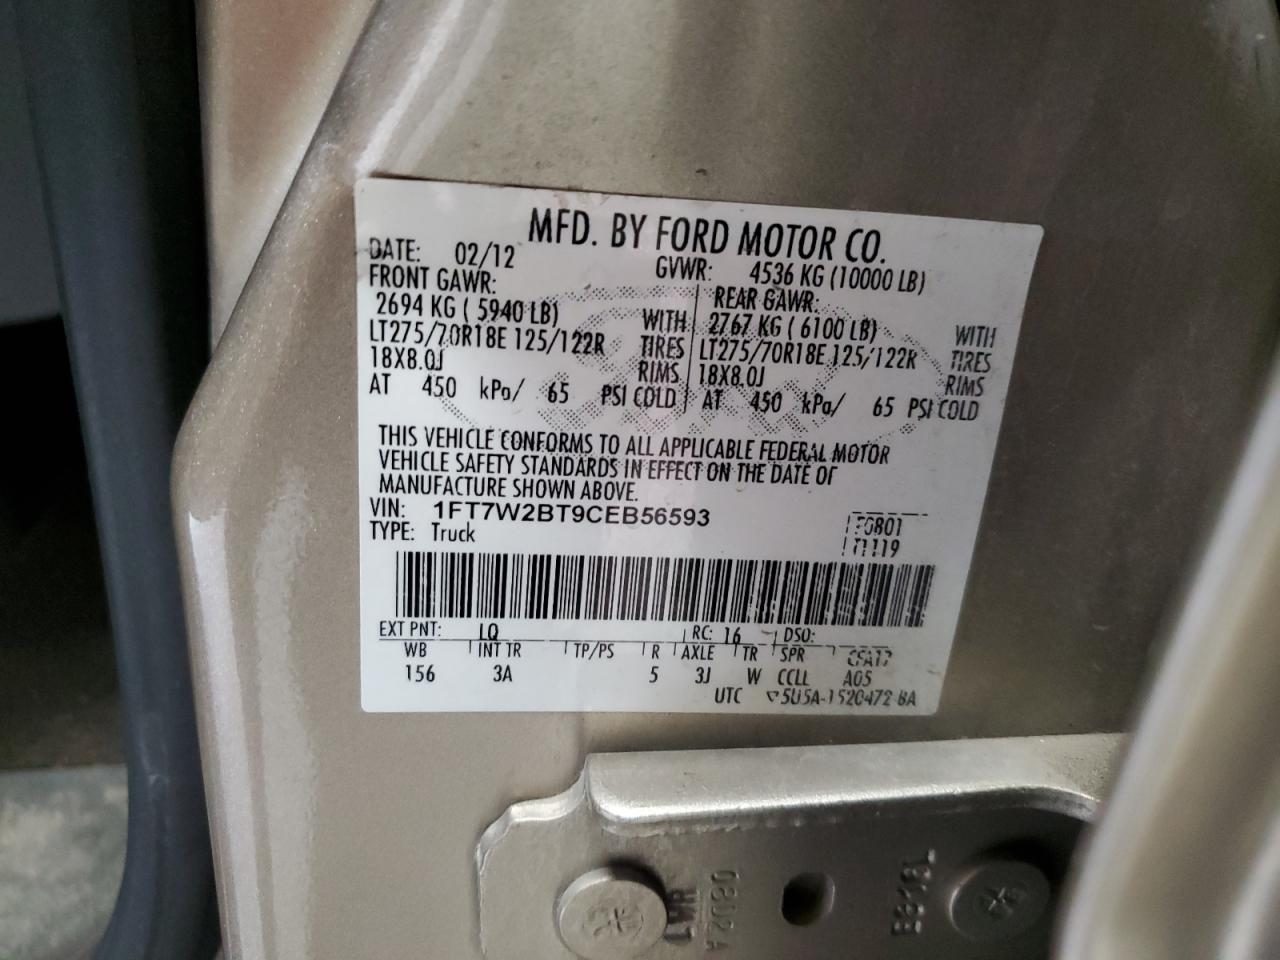 MFD. BY FORD MOTOR CO.
DATE: 02/12 GVWR: 4536 KG (10000 LB)
FRONT GAWR: REAR GAWR:
2694 KG ( 5940 LB) WITH 2767 KG ( 6100 LB) WITH
LT275/70R18E 125/122R TIRES LT275/70R18E 125/122R TIRES
18X8.0J RIMS 18X8.0J RIMS
AT 450 kPa/ 65 PSI COLD AT 450 kPa/ 65 PSI COLD
THIS VEHICLE CONFORMS TO ALL APPLICABLE FEDERAL MOTOR
VEHICLE SAFETY STANDARDS IN EFFECT ON THE DATE OF
MANUFACTURE SHOWN ABOVE.
VIN: 1FT7W2BT9CEB56593
TYPE: Truck
F0801
T1119
EXT PNT: LQ RC: 16 DSO:
WB INT TR TP/PS R AXLE TR SPR
156 3A 5 3J W CCLL A05
UTC
LWR
0802A